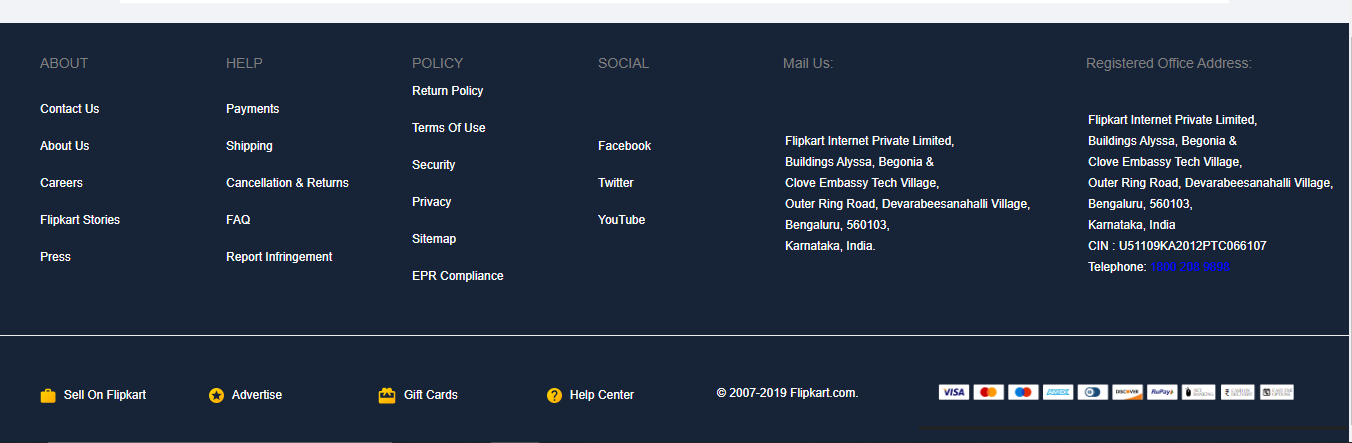 ABOUT
Contact Us
About Us
Careers
Flipkart Stories
Press
HELP
Payments
Shipping
Cancellation & Returns
FAQ
Report Infringement
POLICY
Return Policy
Terms Of Use
Security
Privacy
Sitemap
EPR Compliance
SOCIAL
Facebook
Twitter
YouTube
Mail Us:
Flipkart Internet Private Limited,
Buildings Alyssa, Begonia &
Clove Embassy Tech Village,
Outer Ring Road, Devarabeesanahalli Village,
Bengaluru, 560103,
Karnataka, India.
Registered Office Address:
Flipkart Internet Private Limited,
Buildings Alyssa, Begonia &
Clove Embassy Tech Village,
Outer Ring Road, Devarabeesanahalli Village,
Bengaluru, 560103,
Karnataka, India
CIN : U51109KA2012PTC066107
Telephone: 1800 208 9898
Sell On Flipkart
Advertise
Gift Cards
Help Center
© 2007-2019 Flipkart.com.
VISA
DISCOVER
RuPay